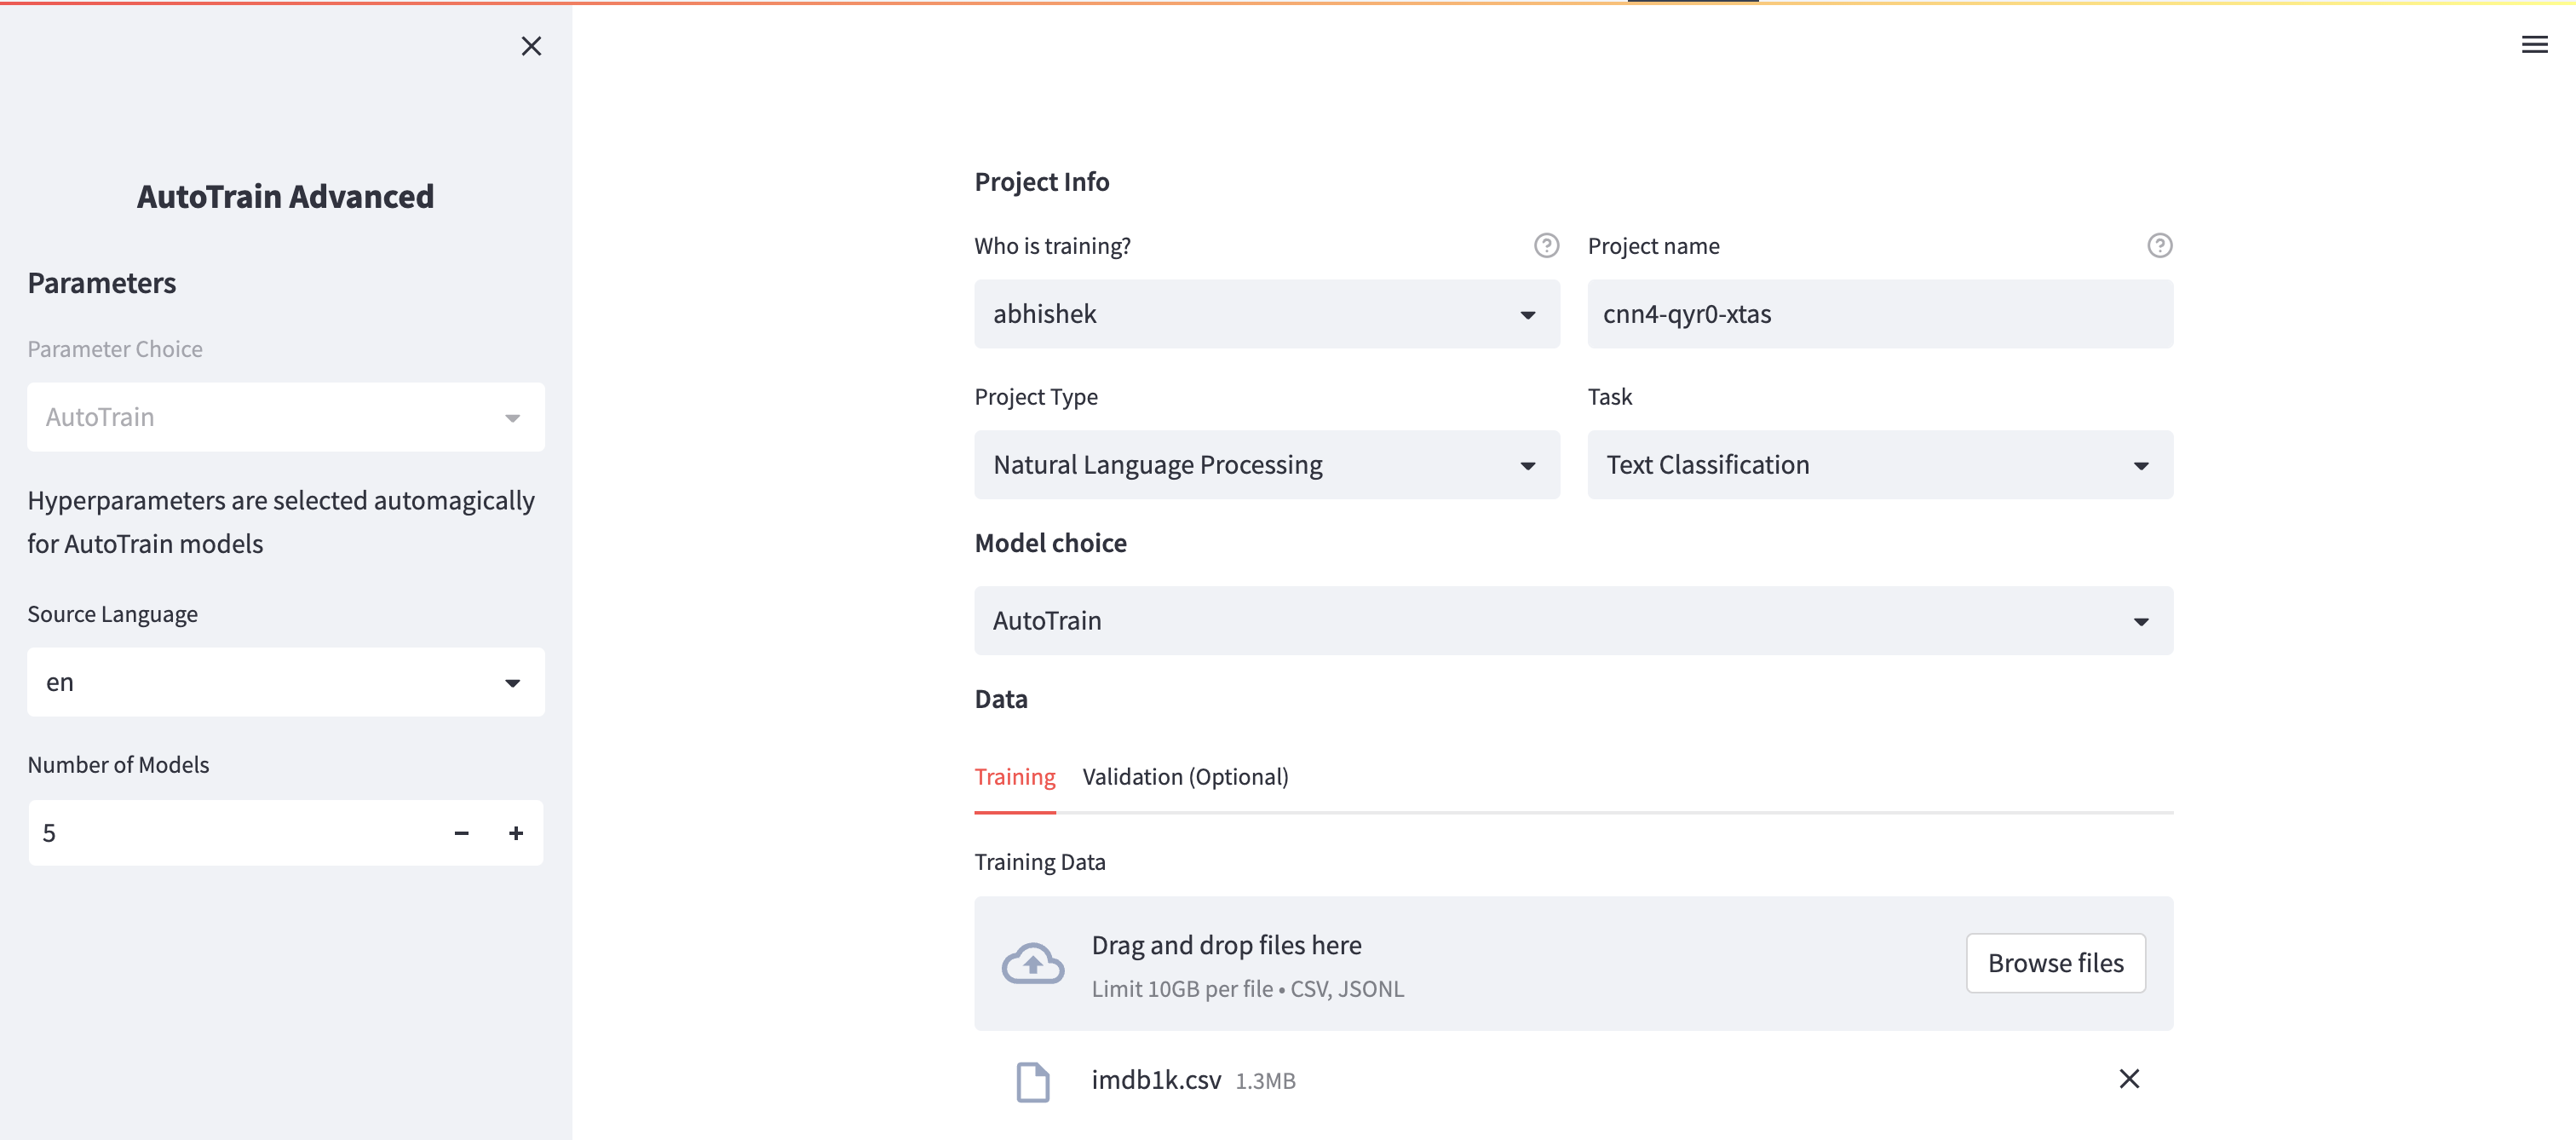 AutoTrain Advanced
Parameters
Parameter Choice
AutoTrain
Hyperparameters are selected automagically
for AutoTrain models
Source Language
en
Number of Models
5
Project Info
Who is training?
Project name
abhishek
cnn4-qyr0-xtas
Project Type
Task
Natural Language Processing
Text Classification
Model choice
AutoTrain
Data
Training
Validation (Optional)
Training Data
Drag and drop files here
Limit 10GB per file • CSV, JSONL
Browse files
imdb1k.csv 1.3MB